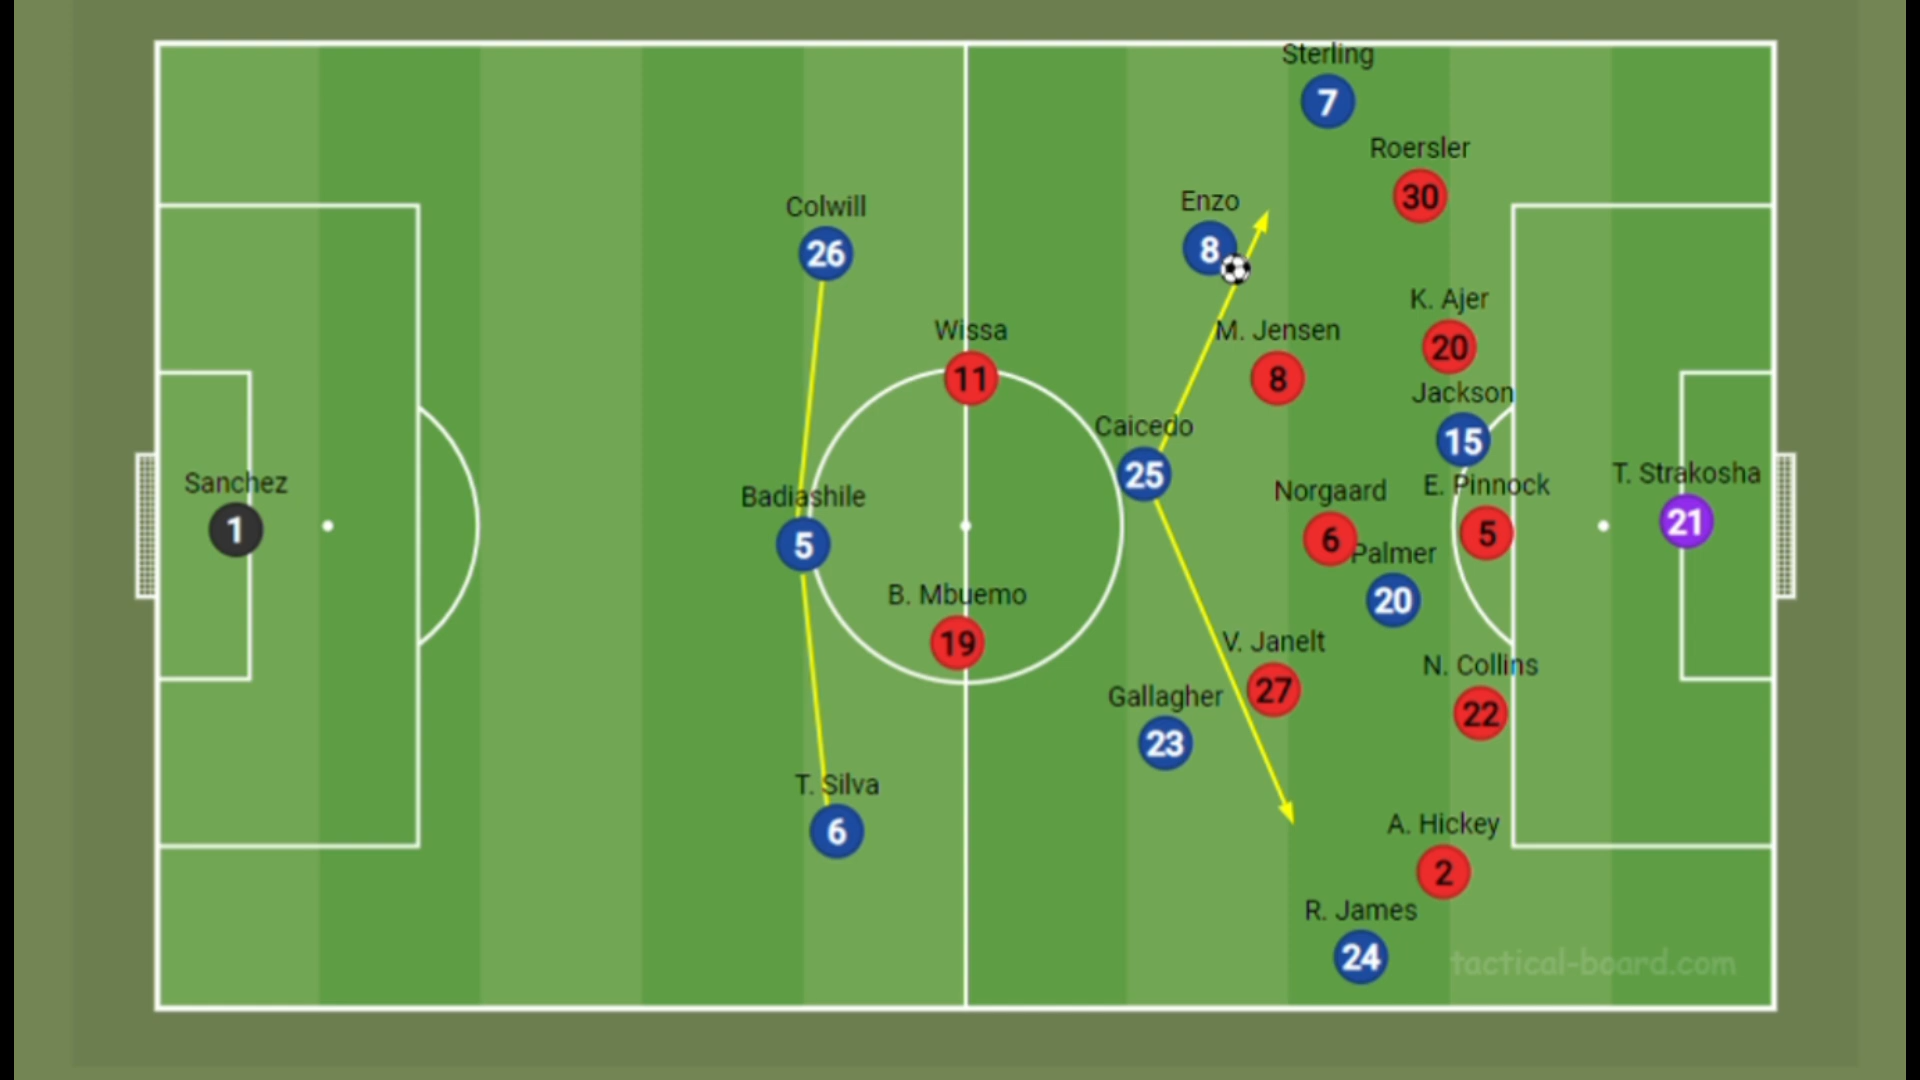 Sterling
7
Roersler
30
Colwill
26
Enzo
8
K. Ajer
20
Wissa
11
M. Jensen
8
Jackson
15
Caicedo
25
Sanchez
1
Badiashile
5
Norgaard
6
E. Pinnock
5
T. Strakosha
21
Palmer
20
B. Mbuemo
19
V. Janelt
27
N. Collins
22
Gallagher
23
T. Silva
6
A. Hickey
2
R. James
24
tactical-board.com